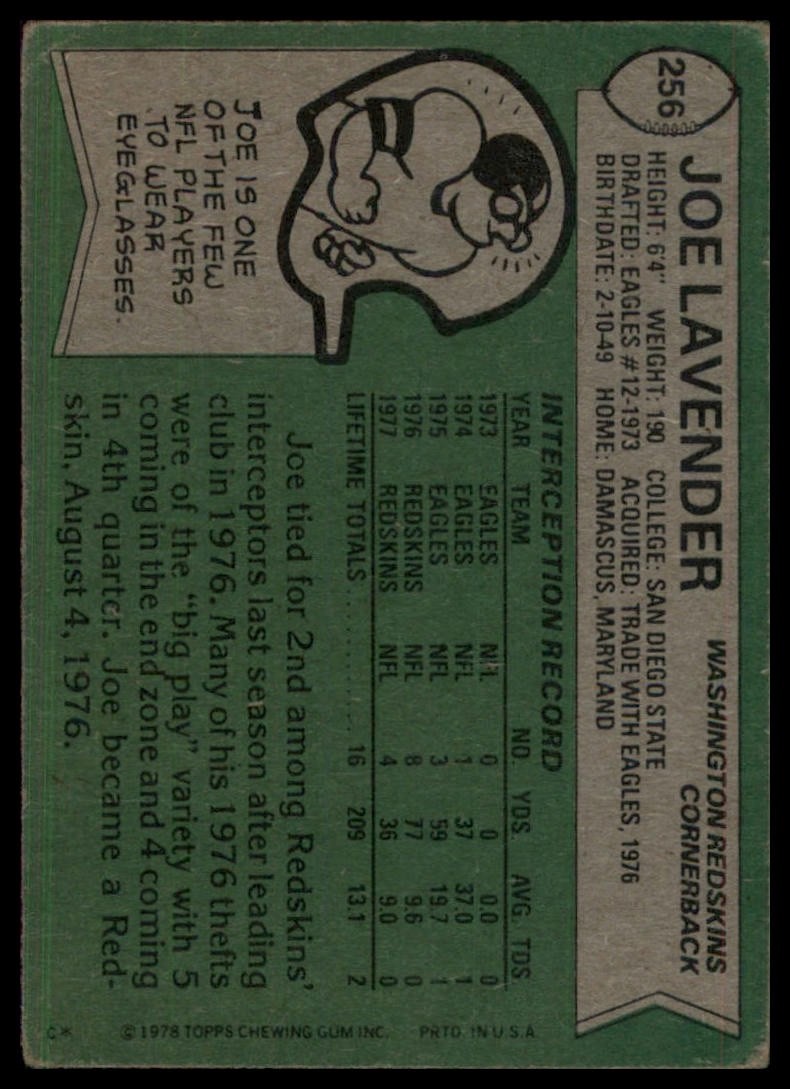 256
JOE LAVENDER
WASHINGTON REDSKINS
CORNERBACK
HEIGHT: 6'4" WEIGHT: 190 COLLEGE: SAN DIEGO STATE
DRAFTED: EAGLES #12-1973 ACQUIRED: TRADE WITH EAGLES, 1976
BIRTHDATE: 2-10-49 HOME: DAMASCUS, MARYLAND
JOE IS ONE
OF THE FEW
NFL PLAYERS
TO WEAR
EYEGLASSES.
INTERCEPTION RECORD
YEAR TEAM NO. YDS. AVG. TDS
1973 EAGLES NFL 0 0 0.0 0
1974 EAGLES NFL 1 37 37.0 1
1975 EAGLES NFL 3 59 19.7 1
1976 REDSKINS NFL 8 77 9.6 0
1977 REDSKINS NFL 4 36 9.0 0
LIFETIME TOTALS .................... 16 209 13.1 2
Joe tied for 2nd among Redskins'
interceptors last season after leading
club in 1976. Many of his 1976 thefts
were of the "big play" variety with 5
coming in the end zone and 4 coming
in 4th quarter. Joe became a Red-
skin, August 4, 1976.
C* © 1978 TOPPS CHEWING GUM INC. PRTD. IN U.S.A.